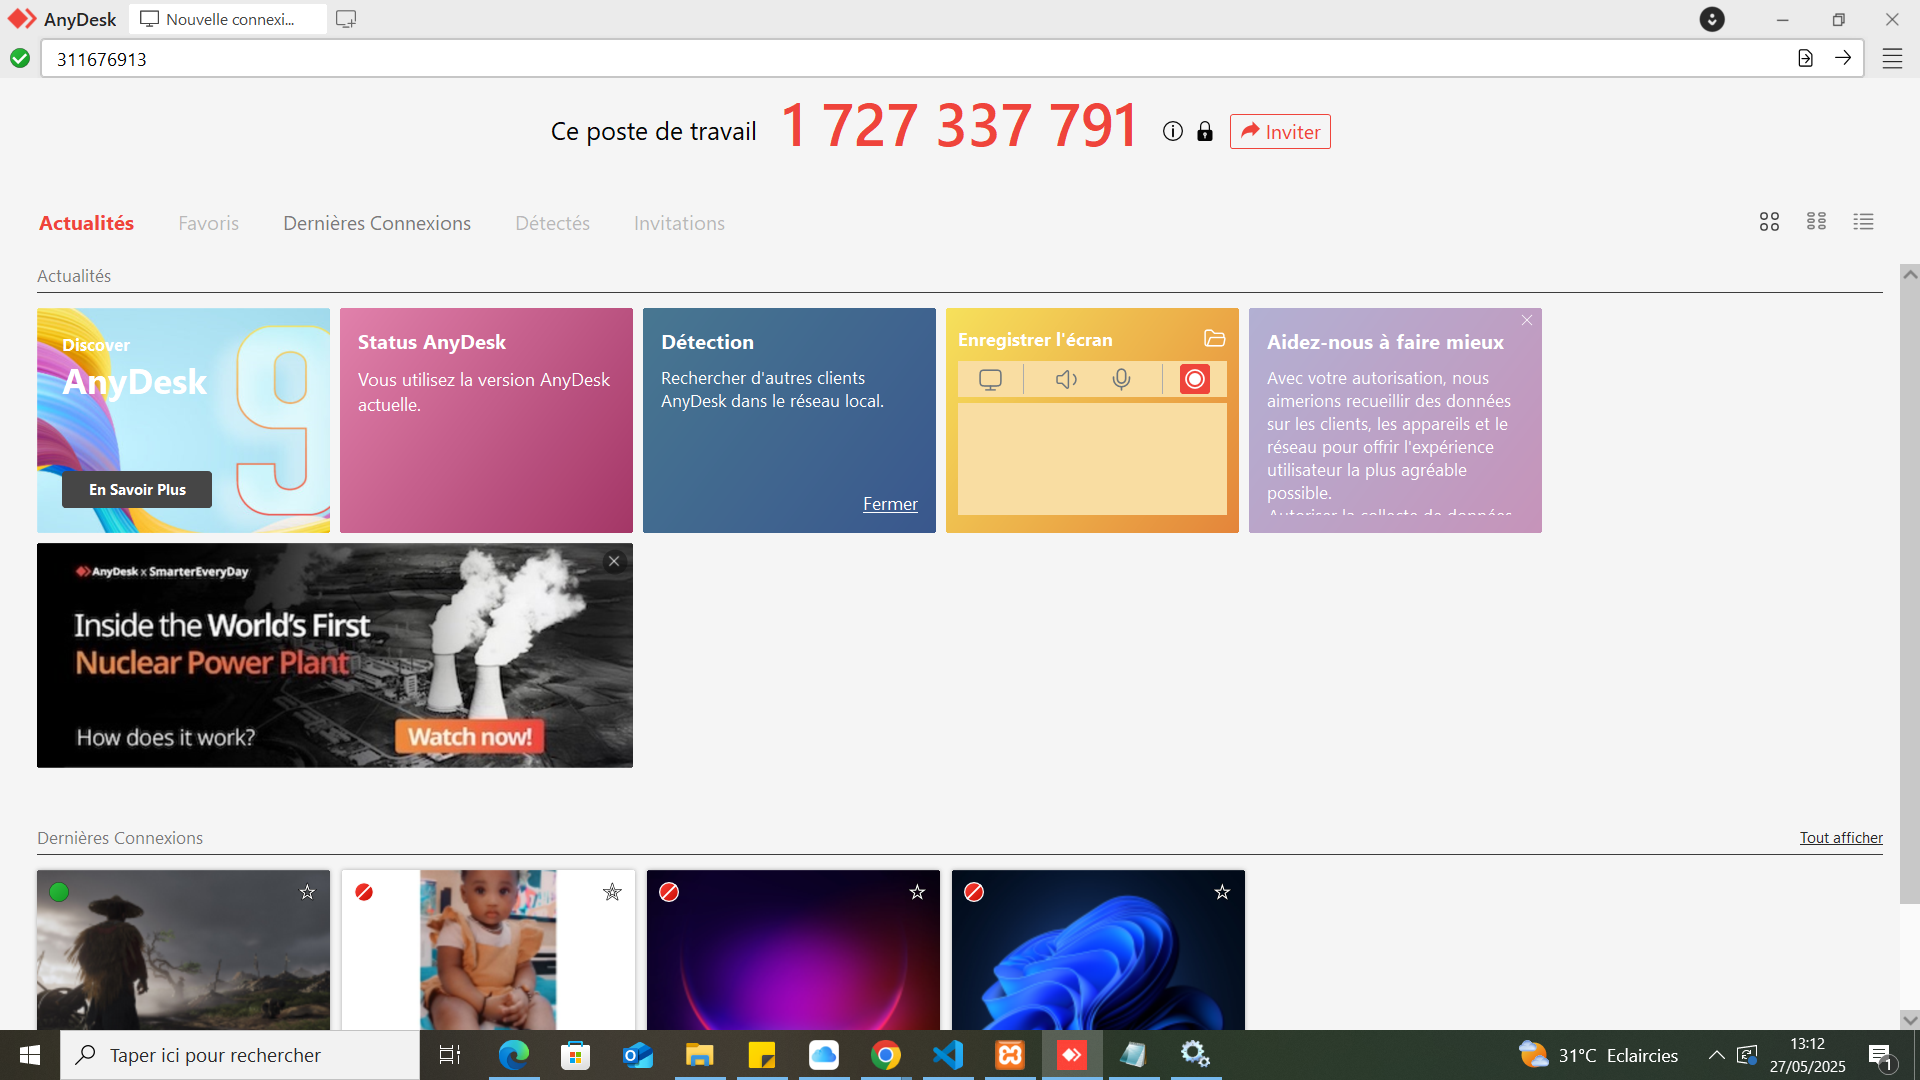 AnyDesk
Nouvelle connexi...
311676913
Ce poste de travail 1 727 337 791 Inviter
Actualités Favoris Dernières Connexions Détectés Invitations
Actualités
Discover
AnyDesk
9
En Savoir Plus
Status AnyDesk
Vous utilisez la version AnyDesk
actuelle.
Détection
Rechercher d'autres clients
AnyDesk dans le réseau local.
Fermer
Enregistrer l'écran
Aidez-nous à faire mieux
Avec votre autorisation, nous
aimerions recueillir des données
sur les clients, les appareils et le
réseau pour offrir l'expérience
utilisateur la plus agréable
possible.
Autoriser la collecte de données
AnyDesk x SmarterEveryDay
Inside the World's First
Nuclear Power Plant
How does it work?
Watch now!
Dernières Connexions
Tout afficher
Taper ici pour rechercher
31°C Eclaircies
13:12
27/05/2025
1